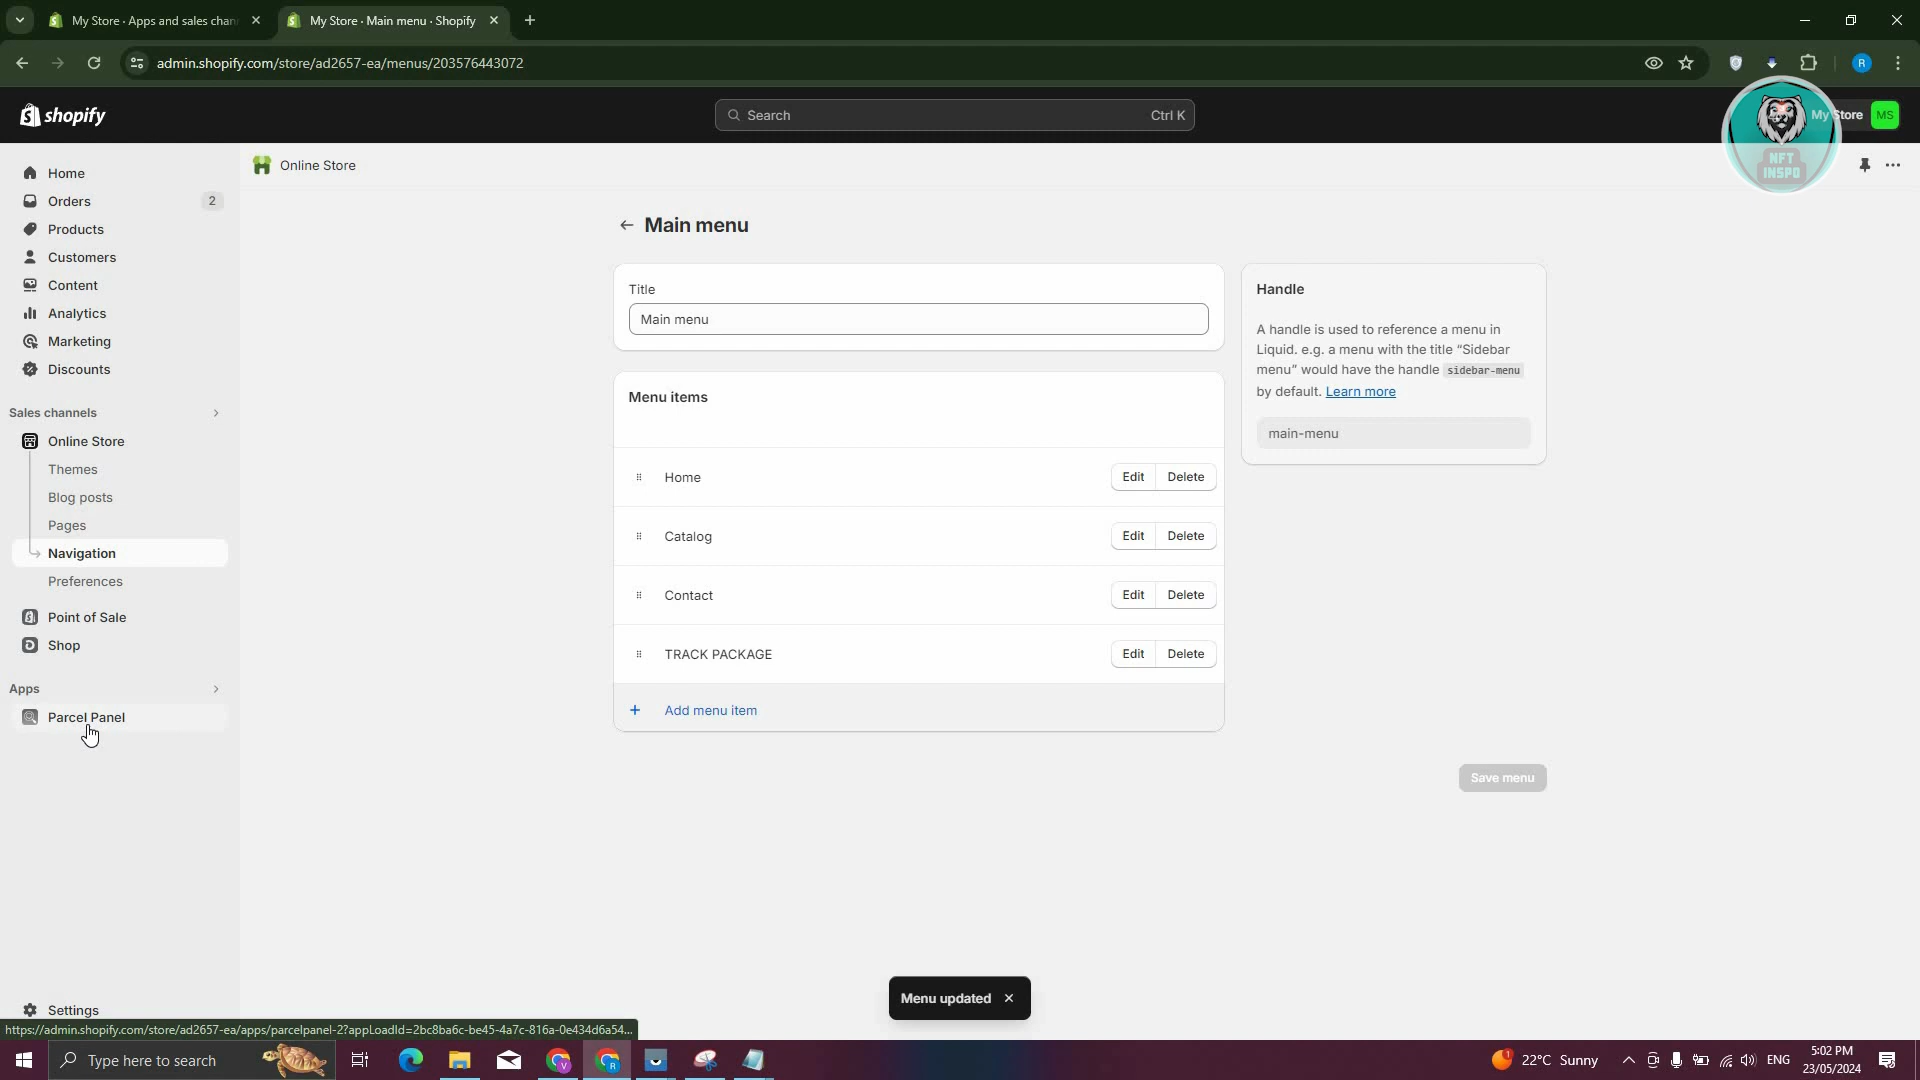 My Store · Apps and sales chan
My Store · Main menu · Shopify
admin.shopify.com/store/ad2657-ea/menus/203576443072
R
shopify
Search
Ctrl K
My Store
MS
NFT
INSPO
Home
Orders
2
Products
Customers
Content
Analytics
Marketing
Discounts
Sales channels
Online Store
Themes
Blog posts
Pages
Navigation
Preferences
Point of Sale
Shop
Apps
Parcel Panel
Settings
Online Store
Main menu
Title
Main menu
Menu items
Home
Edit
Delete
Catalog
Edit
Delete
Contact
Edit
Delete
TRACK PACKAGE
Edit
Delete
Add menu item
Handle
A handle is used to reference a menu in
Liquid. e.g. a menu with the title “Sidebar
menu” would have the handle sidebar-menu
by default. Learn more
main-menu
Save menu
Menu updated
https://admin.shopify.com/store/ad2657-ea/apps/parcelpanel-2?appLoadId=2bc8ba6c-be45-4a7c-816a-0e434d6a54...
Type here to search
V
R
1
22°C Sunny
ENG
5:02 PM
23/05/2024